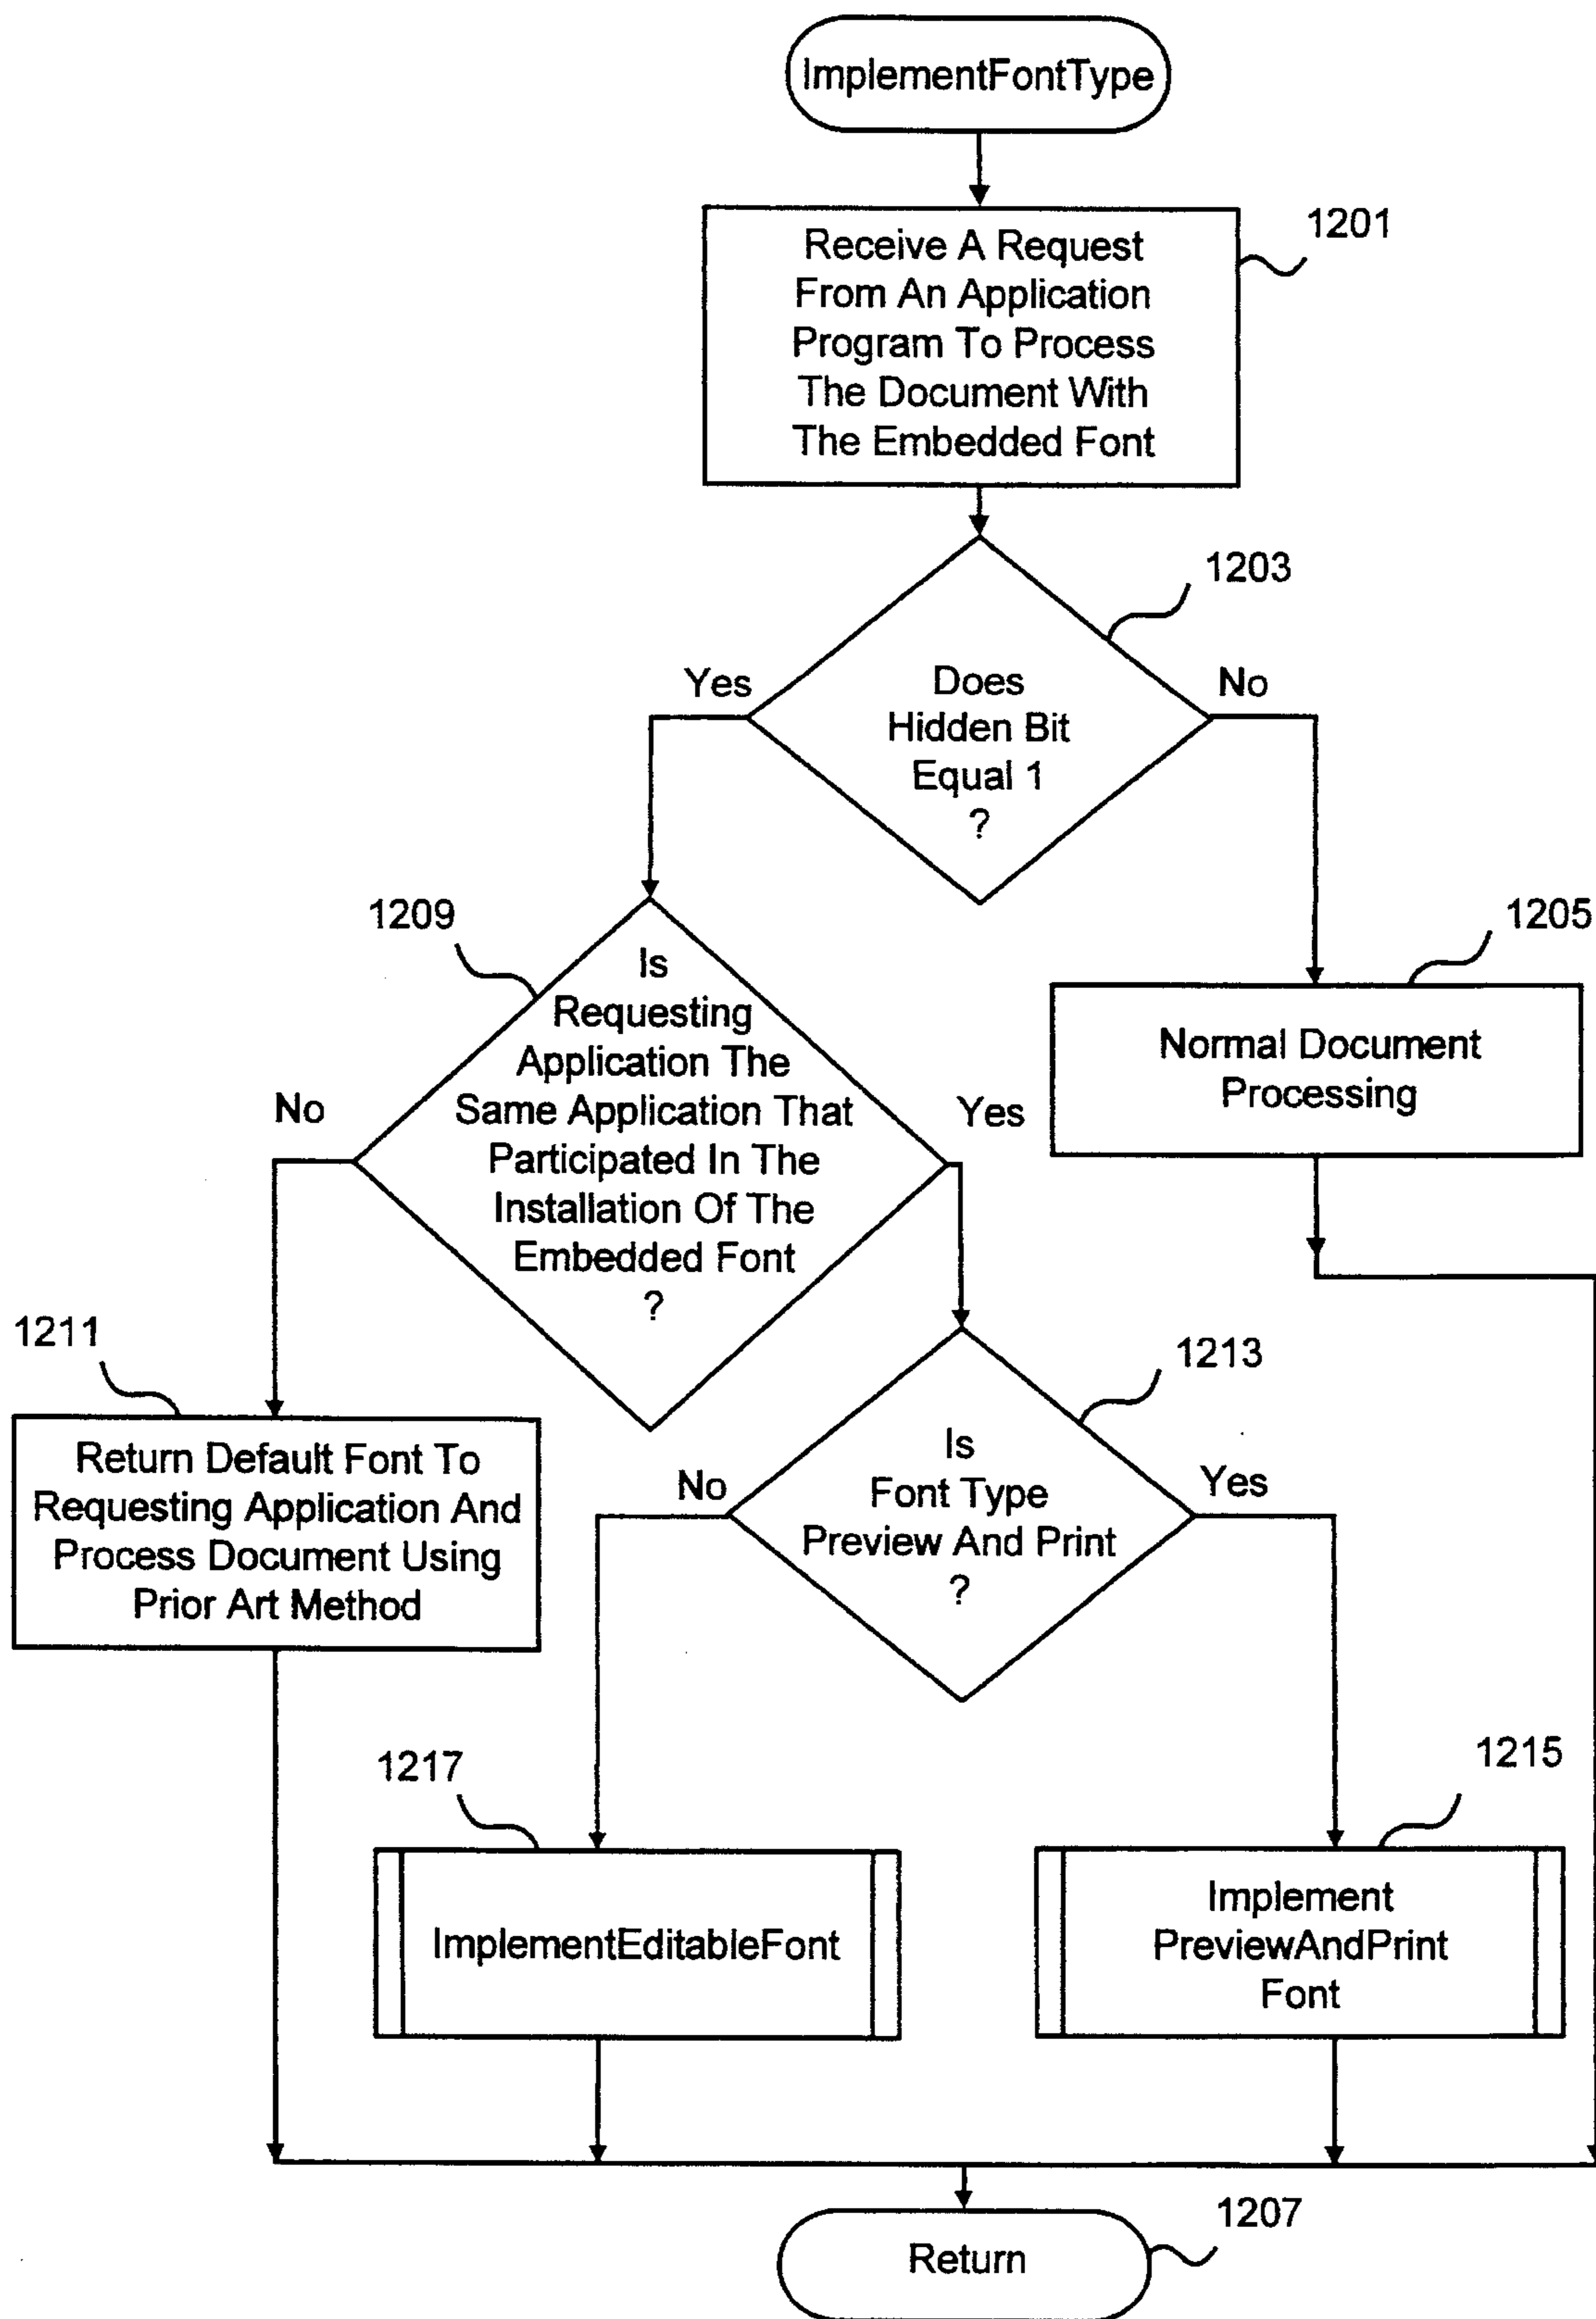 ImplementFontType
1201
Receive A Request
From An Application
Program To Process
The Document With
The Embedded Font
1203
Yes
No
Does
Hidden Bit
Equal 1
?
1209
1205
Is
Requesting
Application The
Same Application That
Participated In The
Installation Of The
Embedded Font
?
No
Yes
Normal Document
Processing
1211
1213
Return Default Font To
Requesting Application And
Process Document Using
Prior Art Method
Is
Font Type
Preview And Print
?
No
Yes
1217
1215
ImplementEditableFont
Implement
PreviewAndPrint
Font
1207
Return